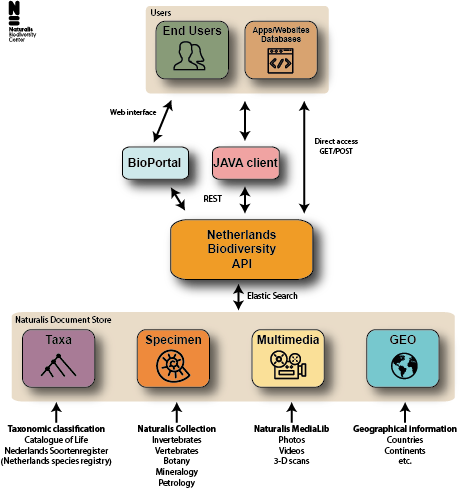 Naturalis
Biodiversity
Center
Users
End Users
Apps/Websites
Databases
Web interface
Direct access
GET/POST
BioPortal
JAVA client
REST
Netherlands
Biodiversity
API
Elastic Search
Naturalis Document Store
Taxa
Specimen
Multimedia
GEO
Taxonomic classification
Catalogue of Life
Nederlands Soortenregister
(Netherlands species registry)
Naturalis Collection
Invertebrates
Vertebrates
Botany
Mineralogy
Petrology
Naturalis MediaLib
Photos
Videos
3-D scans
Geographical information
Countries
Continents
etc.